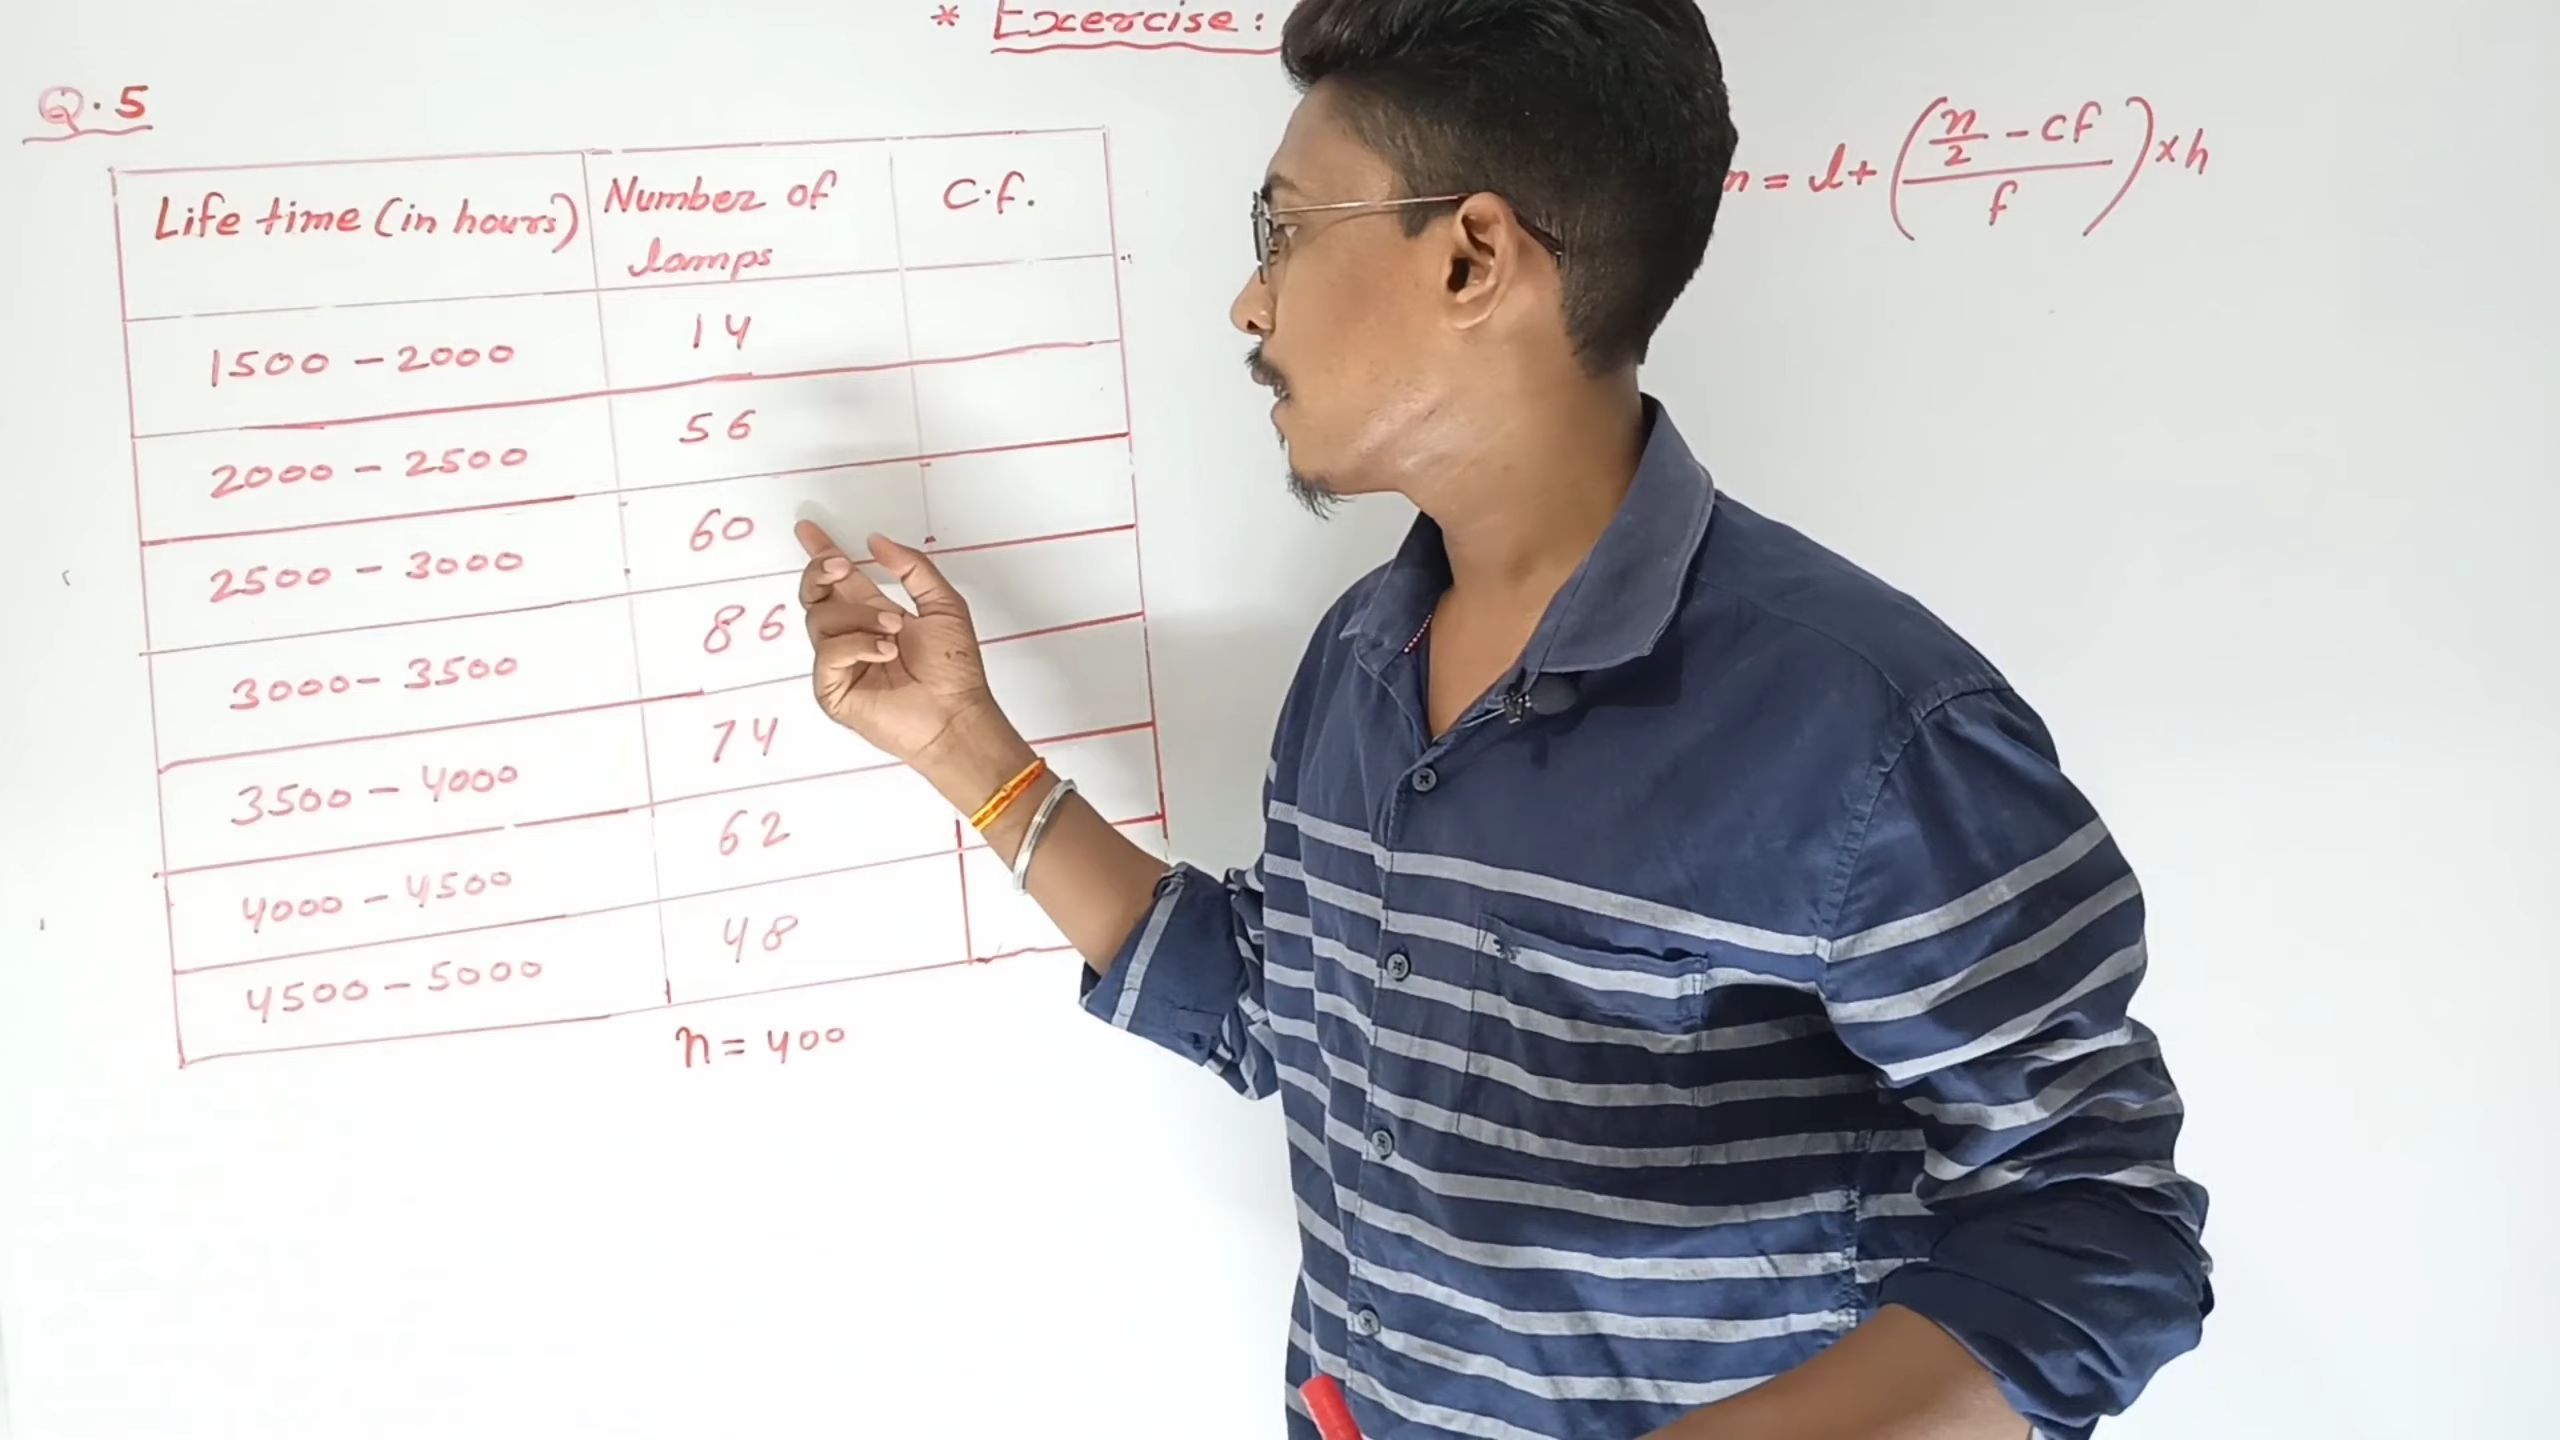 * Excercise:
Q.5
Life time (in hours) Number of lamps C.f.
1500 - 2000 14
2000 - 2500 56
2500 - 3000 60
3000 - 3500 86
3500 - 4000 74
4000 - 4500 62
4500 - 5000 48
n = 400
n = l + ( (n/2 - cf) / f ) × h